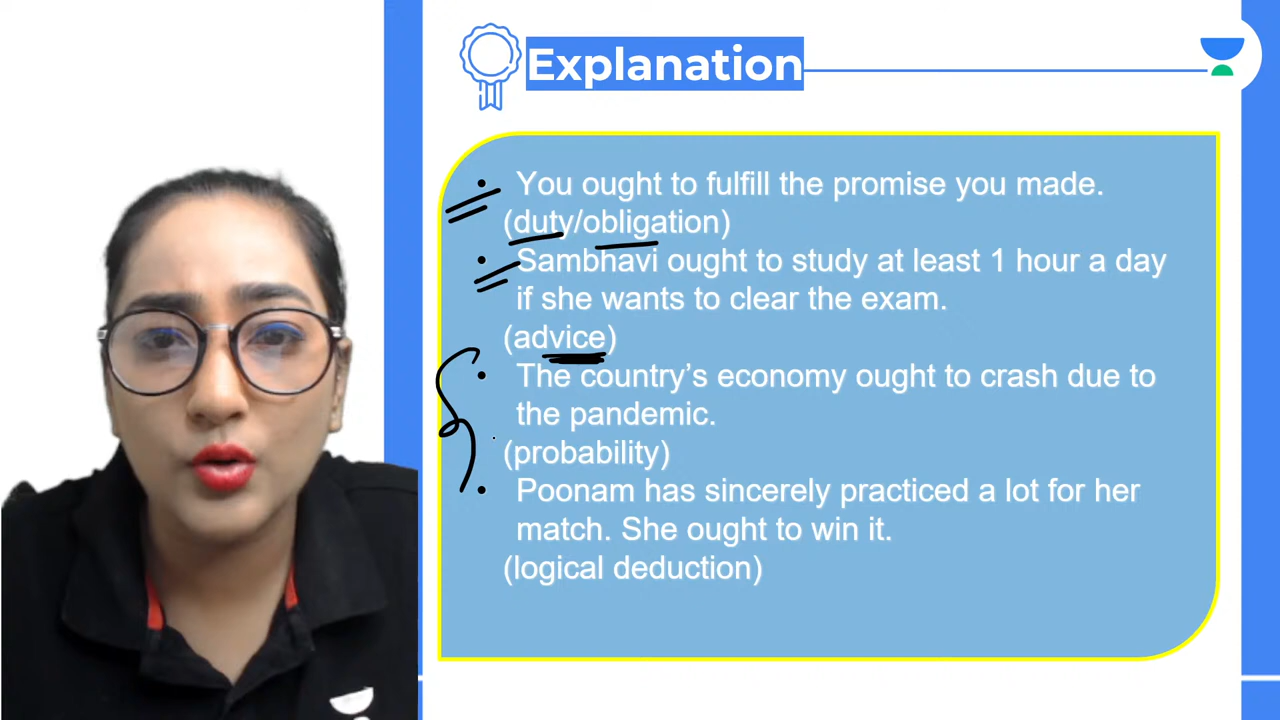 Explanation
• You ought to fulfill the promise you made.
(duty/obligation)
• Sambhavi ought to study at least 1 hour a day
if she wants to clear the exam.
(advice)
• The country’s economy ought to crash due to
the pandemic.
(probability)
• Poonam has sincerely practiced a lot for her
match. She ought to win it.
(logical deduction)